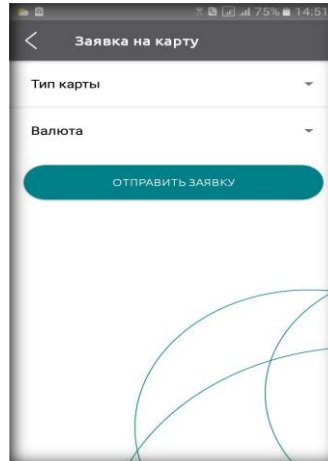 75% 14:51
Заявка на карту
Тип карты
Валюта
ОТПРАВИТЬ ЗАЯВКУ